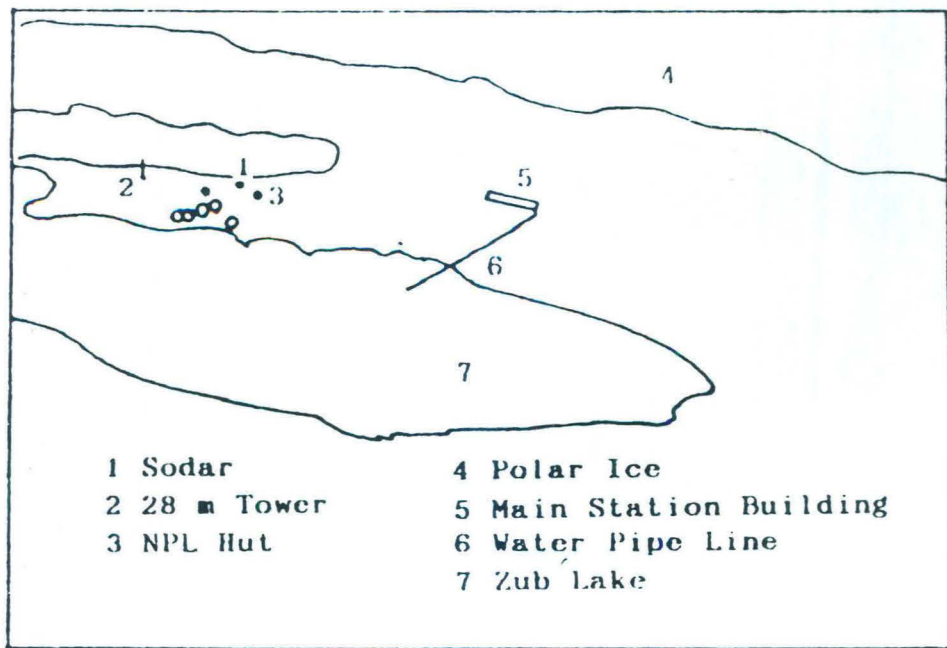 4
1
2
3
5
6
7
1 Sodar
2 28 m Tower
3 NPL Hut
4 Polar Ice
5 Main Station Building
6 Water Pipe Line
7 Zub Lake